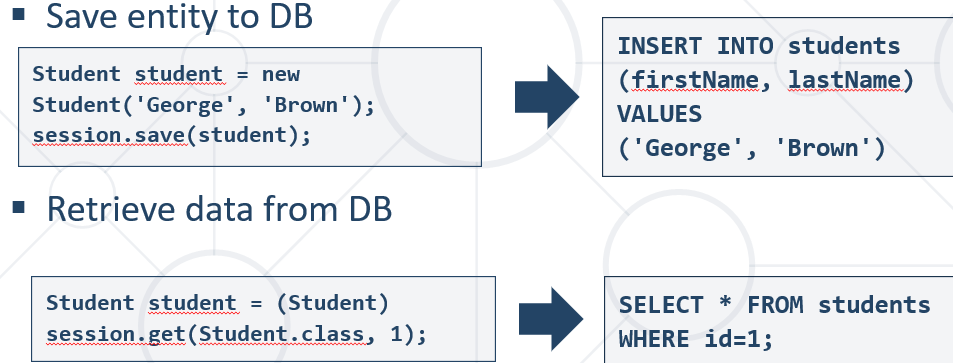 Save entity to DB
Student student = new
Student('George', 'Brown');
session.save(student);
INSERT INTO students
(firstName, lastName)
VALUES
('George', 'Brown')
Retrieve data from DB
Student student = (Student)
session.get(Student.class, 1);
SELECT * FROM students
WHERE id=1;